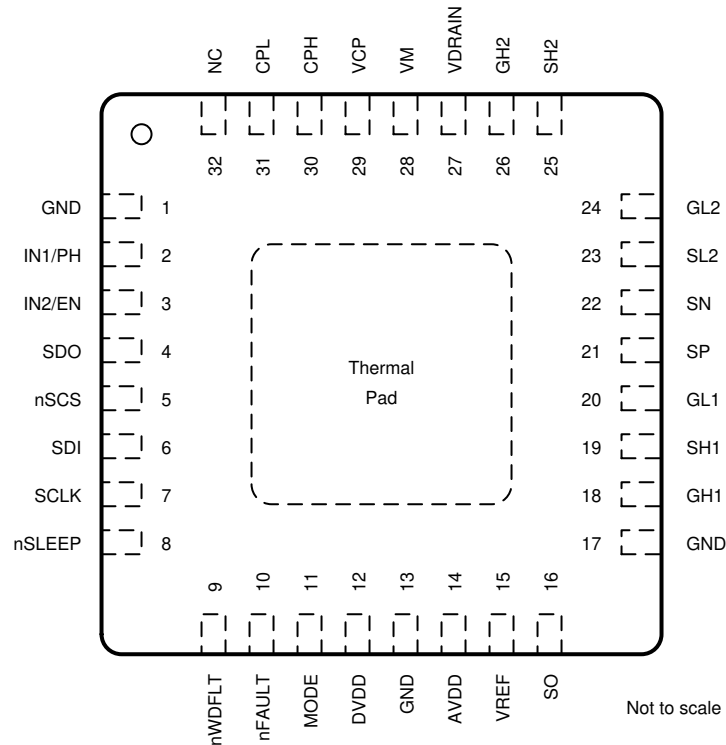 NC
CPL
CPH
VCP
VM
VDRAIN
GH2
SH2
32
31
30
29
28
27
26
25
GND 1
IN1/PH 2
IN2/EN 3
SDO 4
nSCS 5
SDI 6
SCLK 7
nSLEEP 8
24 GL2
23 SL2
22 SN
21 SP
20 GL1
19 SH1
18 GH1
17 GND
Thermal
Pad
9
10
11
12
13
14
15
16
nWDFLT
nFAULT
MODE
DVDD
GND
AVDD
VREF
SO
Not to scale